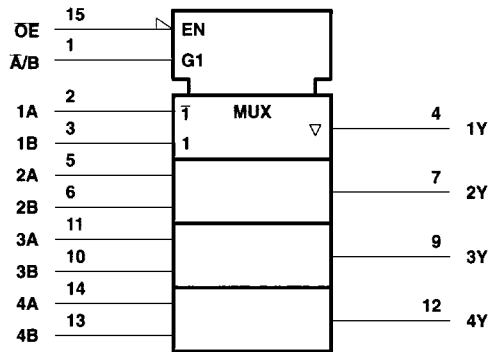 15
O̅E̅ EN
1
A̅/B G1
2
1A 1̅ MUX 4
3 ▽ 1Y
1B 1
5
2A 7
6 2Y
2B
11
3A 9
10 3Y
3B
14
4A 12
13 4Y
4B